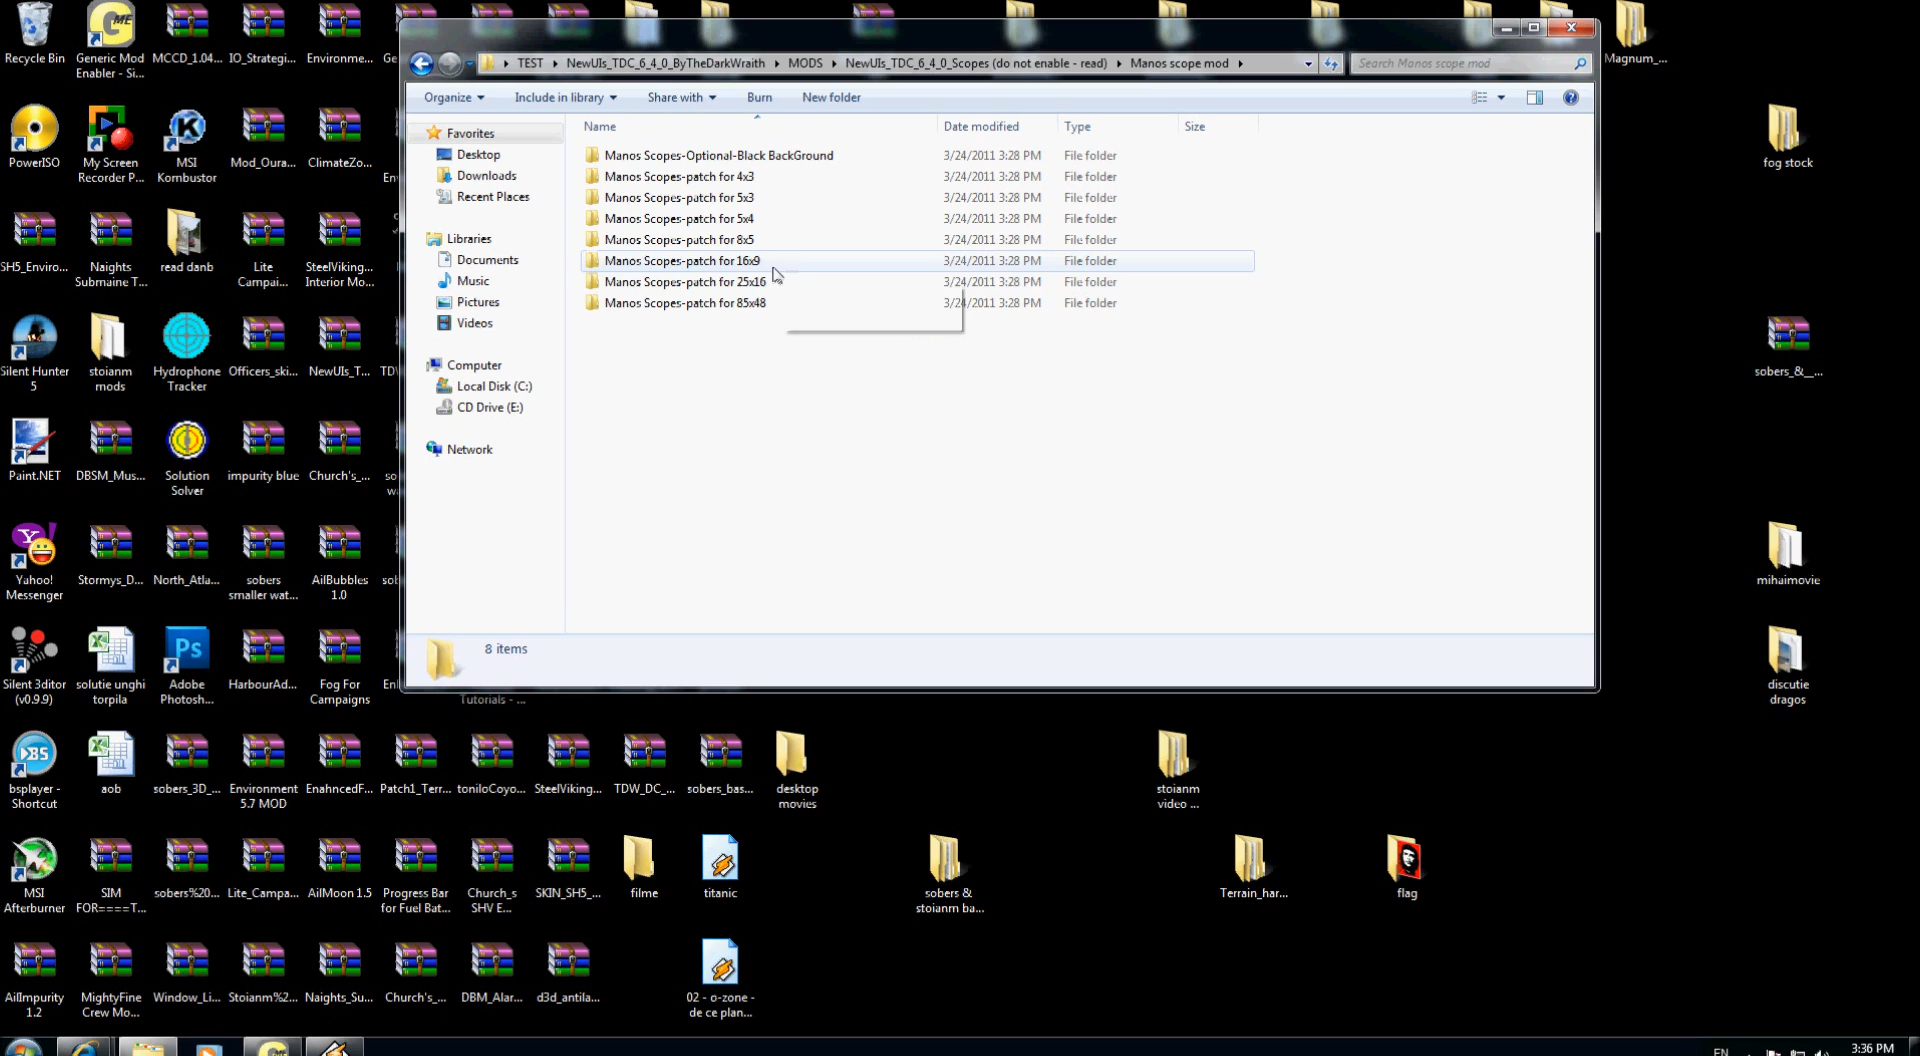 TEST
NewUIs_TDC_6_4_0_ByTheDarkWraith
MODS
NewUIs_TDC_6_4_0_Scopes (do not enable - read)
Manos scope mod
Search Manos scope mod
Organize
Include in library
Share with
Burn
New folder
Favorites
Desktop
Downloads
Recent Places
Libraries
Documents
Music
Pictures
Videos
Computer
Local Disk (C:)
CD Drive (E:)
Network
Name
Date modified
Type
Size
Manos Scopes-Optional-Black BackGround 3/24/2011 3:28 PM File folder
Manos Scopes-patch for 4x3 3/24/2011 3:28 PM File folder
Manos Scopes-patch for 5x3 3/24/2011 3:28 PM File folder
Manos Scopes-patch for 5x4 3/24/2011 3:28 PM File folder
Manos Scopes-patch for 8x5 3/24/2011 3:28 PM File folder
Manos Scopes-patch for 16x9 3/24/2011 3:28 PM File folder
Manos Scopes-patch for 25x16 3/24/2011 3:28 PM File folder
Manos Scopes-patch for 85x48 3/24/2011 3:28 PM File folder
8 items
Recycle Bin
Generic Mod
Enabler - Si...
MCCD_1.04...
IO_Strategi...
Environme...
Magnum_...
PowerISO
My Screen
Recorder P...
MSI
Kombustor
Mod_Oura...
ClimateZo...
fog stock
SH5_Enviro...
Naights
Submaine T...
read danb
Lite
Campai...
SteelViking...
Interior Mo...
Silent Hunter
5
stoianm
mods
Hydrophone
Tracker
Officers_ski...
NewUIs_T...
sobers_&__...
Paint.NET
DBSM_Mus...
Solution
Solver
impurity blue
Church's_...
Yahoo!
Messenger
Stormys_D...
North_Atla...
sobers
smaller wat...
AilBubbles
1.0
mihaimovie
Silent 3ditor
(v0.9.9)
solutie unghi
torpila
Adobe
Photosh...
HarbourAd...
Fog For
Campaigns
Tutorials - ...
discutie
dragos
bsplayer -
Shortcut
aob
sobers_3D_...
Environment
5.7 MOD
EnahncedF...
Patch1_Terr...
toniloCoyo...
SteelViking...
TDW_DC_...
sobers_bas...
desktop
movies
stoianm
video ...
MSI
Afterburner
SIM
FOR====T...
sobers%20...
Lite_Campa...
AilMoon 1.5
Progress Bar
for Fuel Bat...
Church_s
SHV E...
SKIN_SH5_...
filme
titanic
sobers &
stoianm ba...
Terrain_har...
flag
AilImpurity
1.2
MightyFine
Crew Mo...
Window_Li...
Stoianm%2...
Naights_Su...
Church's_...
DBM_Alar...
d3d_antila...
02 - o-zone -
de ce plan...
EN
3:36 PM